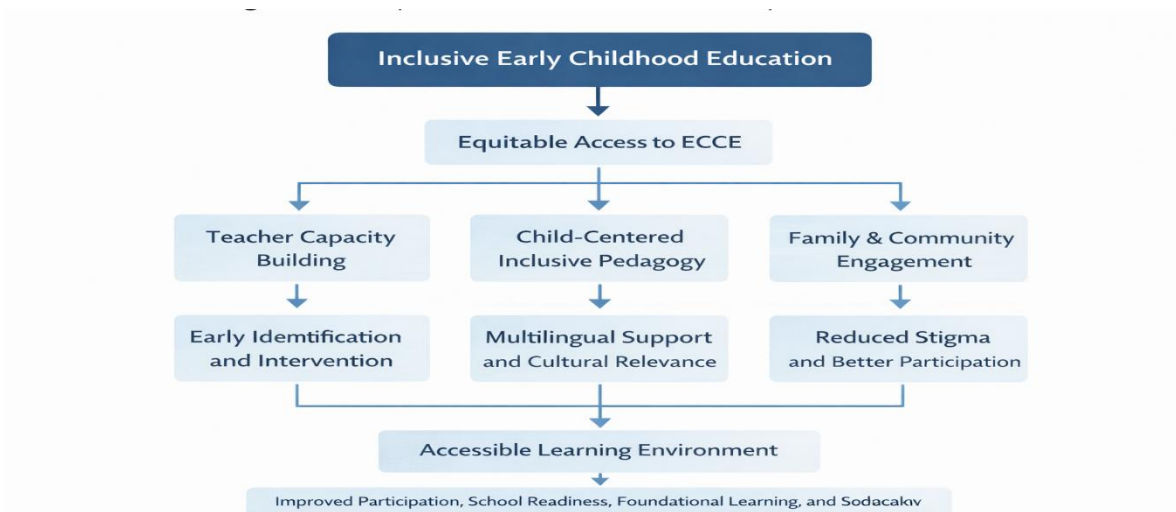 Inclusive Early Childhood Education
Equitable Access to ECCE
Teacher Capacity
Building
Child-Centered
Inclusive Pedagogy
Family & Community
Engagement
Early Identification
and Intervention
Multilingual Support
and Cultural Relevance
Reduced Stigma
and Better Participation
Accessible Learning Environment
Improved Participation, School Readiness, Foundational Learning, and